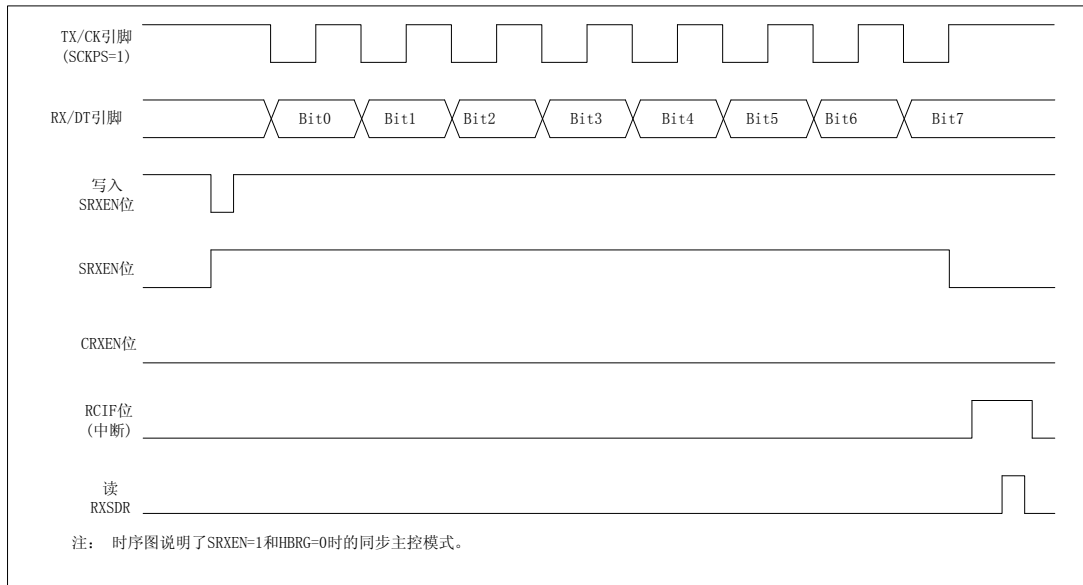 TX/CK引脚
(SCKPS=1)
RX/DT引脚
Bit0 Bit1 Bit2 Bit3 Bit4 Bit5 Bit6 Bit7
写入
SRXEN位
SRXEN位
CRXEN位
RCIF位
(中断)
读
RXSDR
注： 时序图说明了SRXEN=1和HBRG=0时的同步主控模式。